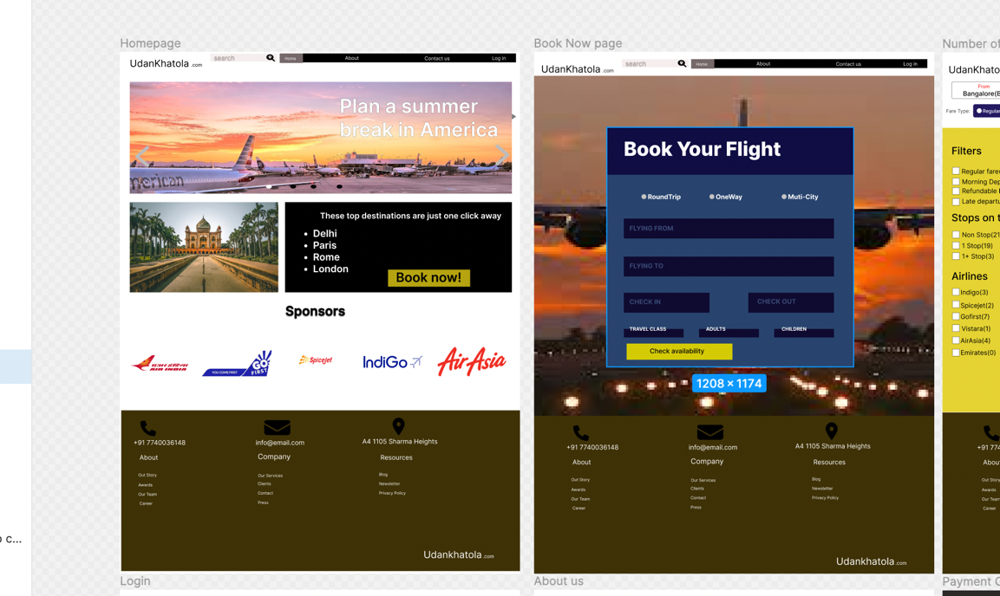 Homepage
UdanKhatola .com
search
Home
About
Contact us
Log in
Plan a summer
break in America
erican
These top destinations are just one click away
• Delhi
• Paris
• Rome
• London
Book now!
Sponsors
AIR INDIA
YOU COME FIRST
GO FIRST
SpiceJet
IndiGo
AirAsia
+91 7740036148
info@email.com
A4 1105 Sharma Heights
About
Company
Resources
Out Story
Our Services
Blog
Awards
Clients
Newsletter
Our Team
Contact
Privacy Policy
Career
Press
Udankhatola .com
Login
Book Now page
UdanKhatola .com
search
Home
About
Contact us
Log in
Book Your Flight
RoundTrip
OneWay
Muti-City
FLYING FROM
FLYING TO
CHECK IN
CHECK OUT
TRAVEL CLASS
ADULTS
CHILDREN
Check availability
1208 × 1174
+91 7740036148
info@email.com
A4 1105 Sharma Heights
About
Company
Resources
Out Story
Our Services
Blog
Awards
Clients
Newsletter
Our Team
Contact
Privacy Policy
Career
Press
Udankhatola .com
About us
Number of
UdanKhato
From
Bangalore(B
Fare Type:
Regular
Filters
Regular fare
Morning Dep
Refundable
Late departu
Stops on t
Non Stop(21
1 Stop(19)
1+ Stop(3)
Airlines
Indigo(3)
Spicejet(2)
Gofirst(7)
Vistara(1)
AirAsia(4)
Emirates(0)
+91 774
Abou
Out Story
Awards
Our Team
Career
Payment G
c...